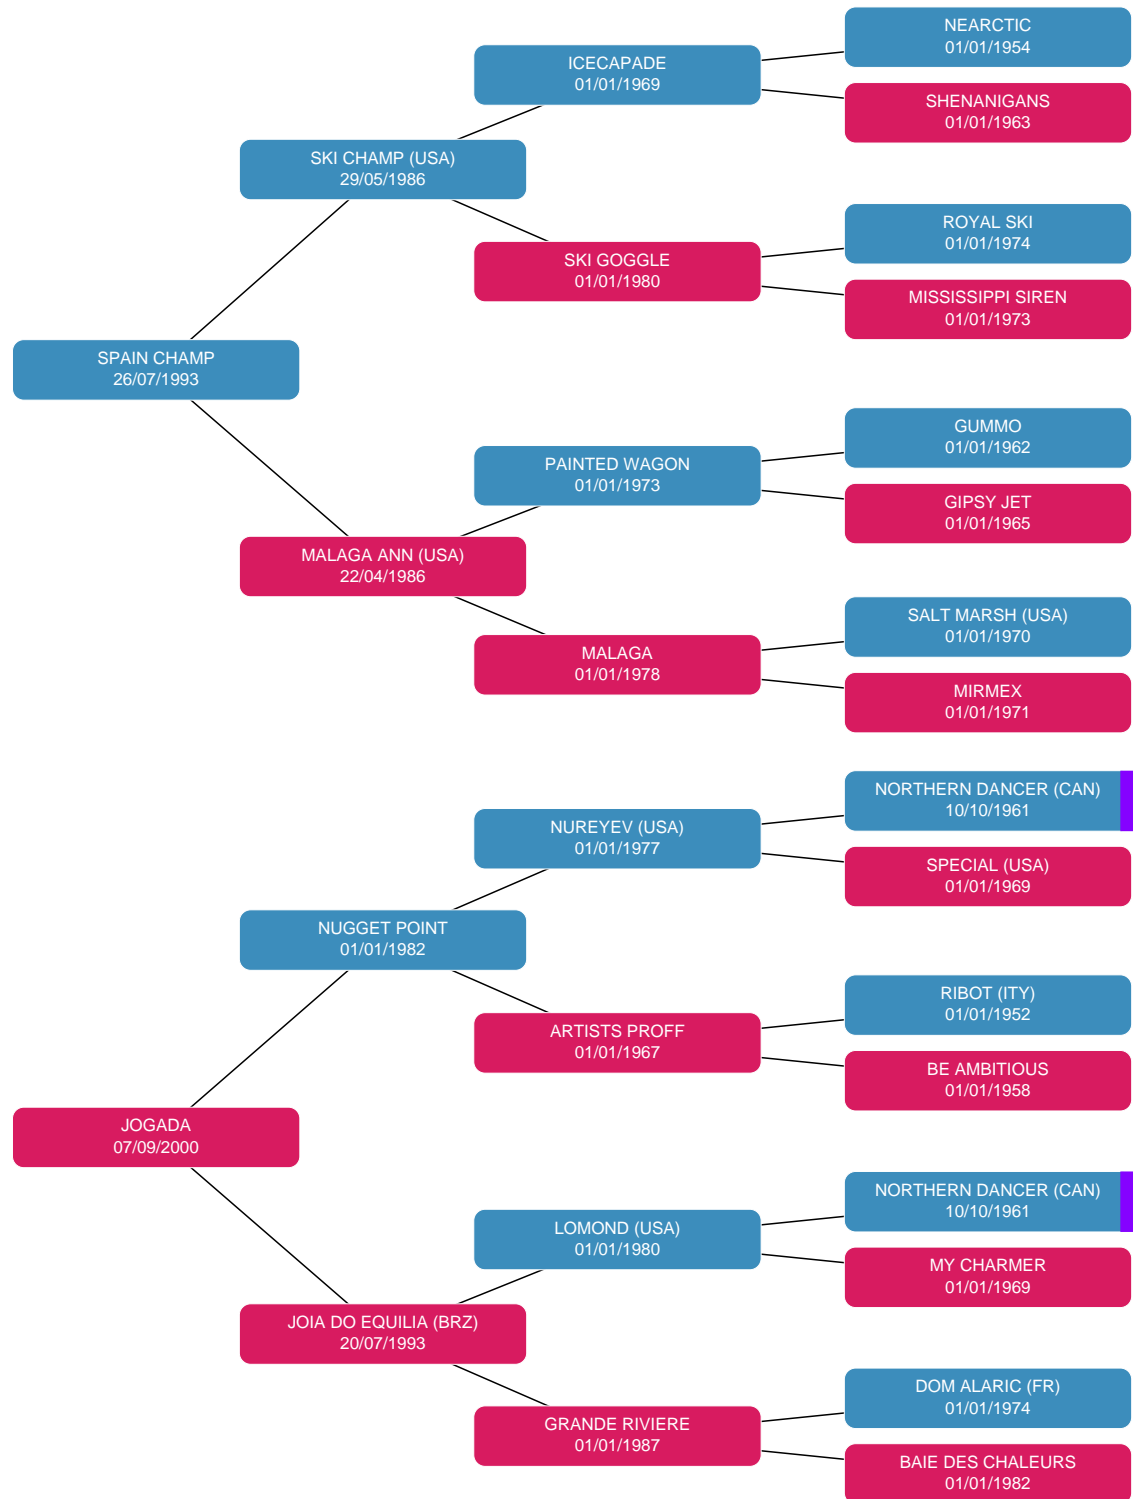 NEARCTIC
01/01/1954
ICECAPADE
01/01/1969
SHENANIGANS
01/01/1963
SKI CHAMP (USA)
29/05/1986
ROYAL SKI
01/01/1974
SKI GOGGLE
01/01/1980
MISSISSIPPI SIREN
01/01/1973
SPAIN CHAMP
26/07/1993
GUMMO
01/01/1962
PAINTED WAGON
01/01/1973
GIPSY JET
01/01/1965
MALAGA ANN (USA)
22/04/1986
SALT MARSH (USA)
01/01/1970
MALAGA
01/01/1978
MIRMEX
01/01/1971
NORTHERN DANCER (CAN)
10/10/1961
NUREYEV (USA)
01/01/1977
SPECIAL (USA)
01/01/1969
NUGGET POINT
01/01/1982
RIBOT (ITY)
01/01/1952
ARTISTS PROFF
01/01/1967
BE AMBITIOUS
01/01/1958
JOGADA
07/09/2000
NORTHERN DANCER (CAN)
10/10/1961
LOMOND (USA)
01/01/1980
MY CHARMER
01/01/1969
JOIA DO EQUILIA (BRZ)
20/07/1993
DOM ALARIC (FR)
01/01/1974
GRANDE RIVIERE
01/01/1987
BAIE DES CHALEURS
01/01/1982